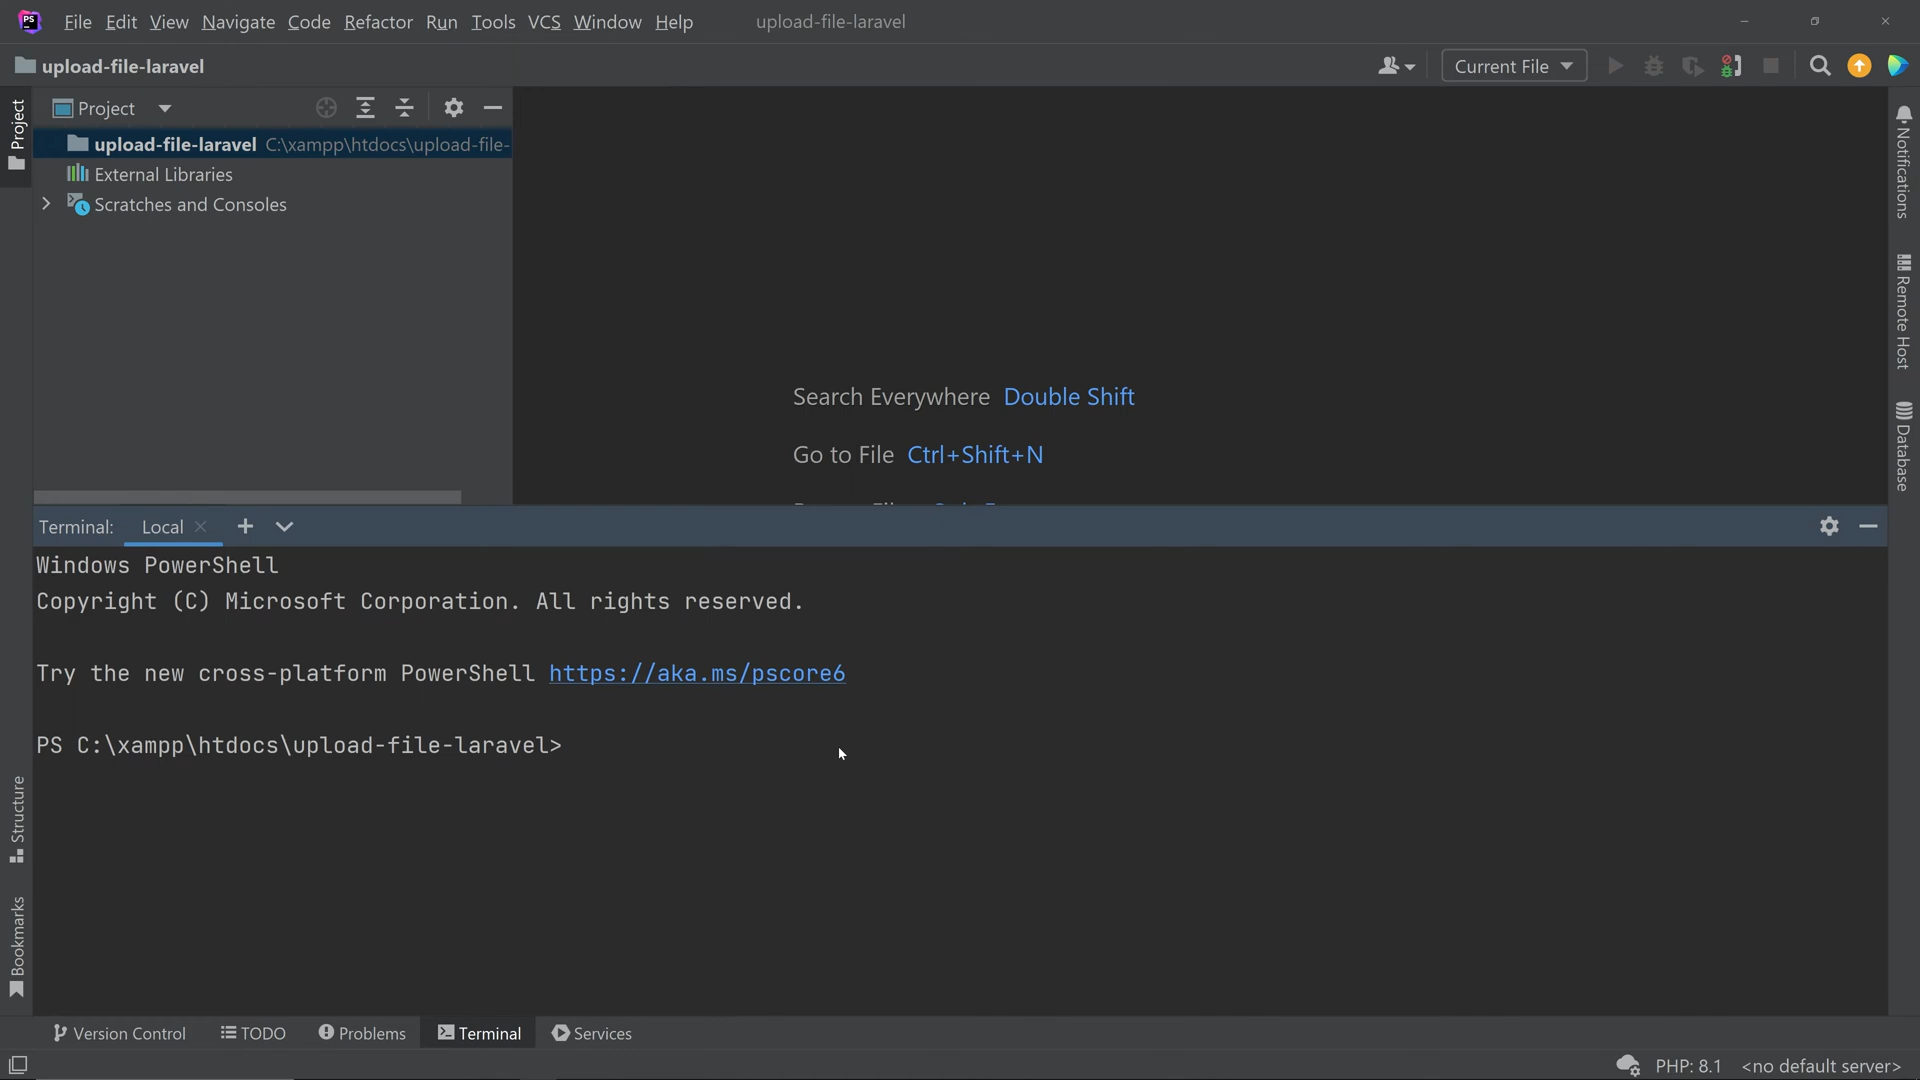 PS File Edit View Navigate Code Refactor Run Tools VCS Window Help upload-file-laravel
upload-file-laravel Current File
Project
Project
upload-file-laravel C:\xampp\htdocs\upload-file-
External Libraries
Scratches and Consoles
Search Everywhere Double Shift
Go to File Ctrl+Shift+N
Notifications
Remote Host
Database
Terminal: Local
Windows PowerShell
Copyright (C) Microsoft Corporation. All rights reserved.
Try the new cross-platform PowerShell https://aka.ms/pscore6
PS C:\xampp\htdocs\upload-file-laravel>
Structure
Bookmarks
Version Control TODO Problems Terminal Services
PHP: 8.1 <no default server>